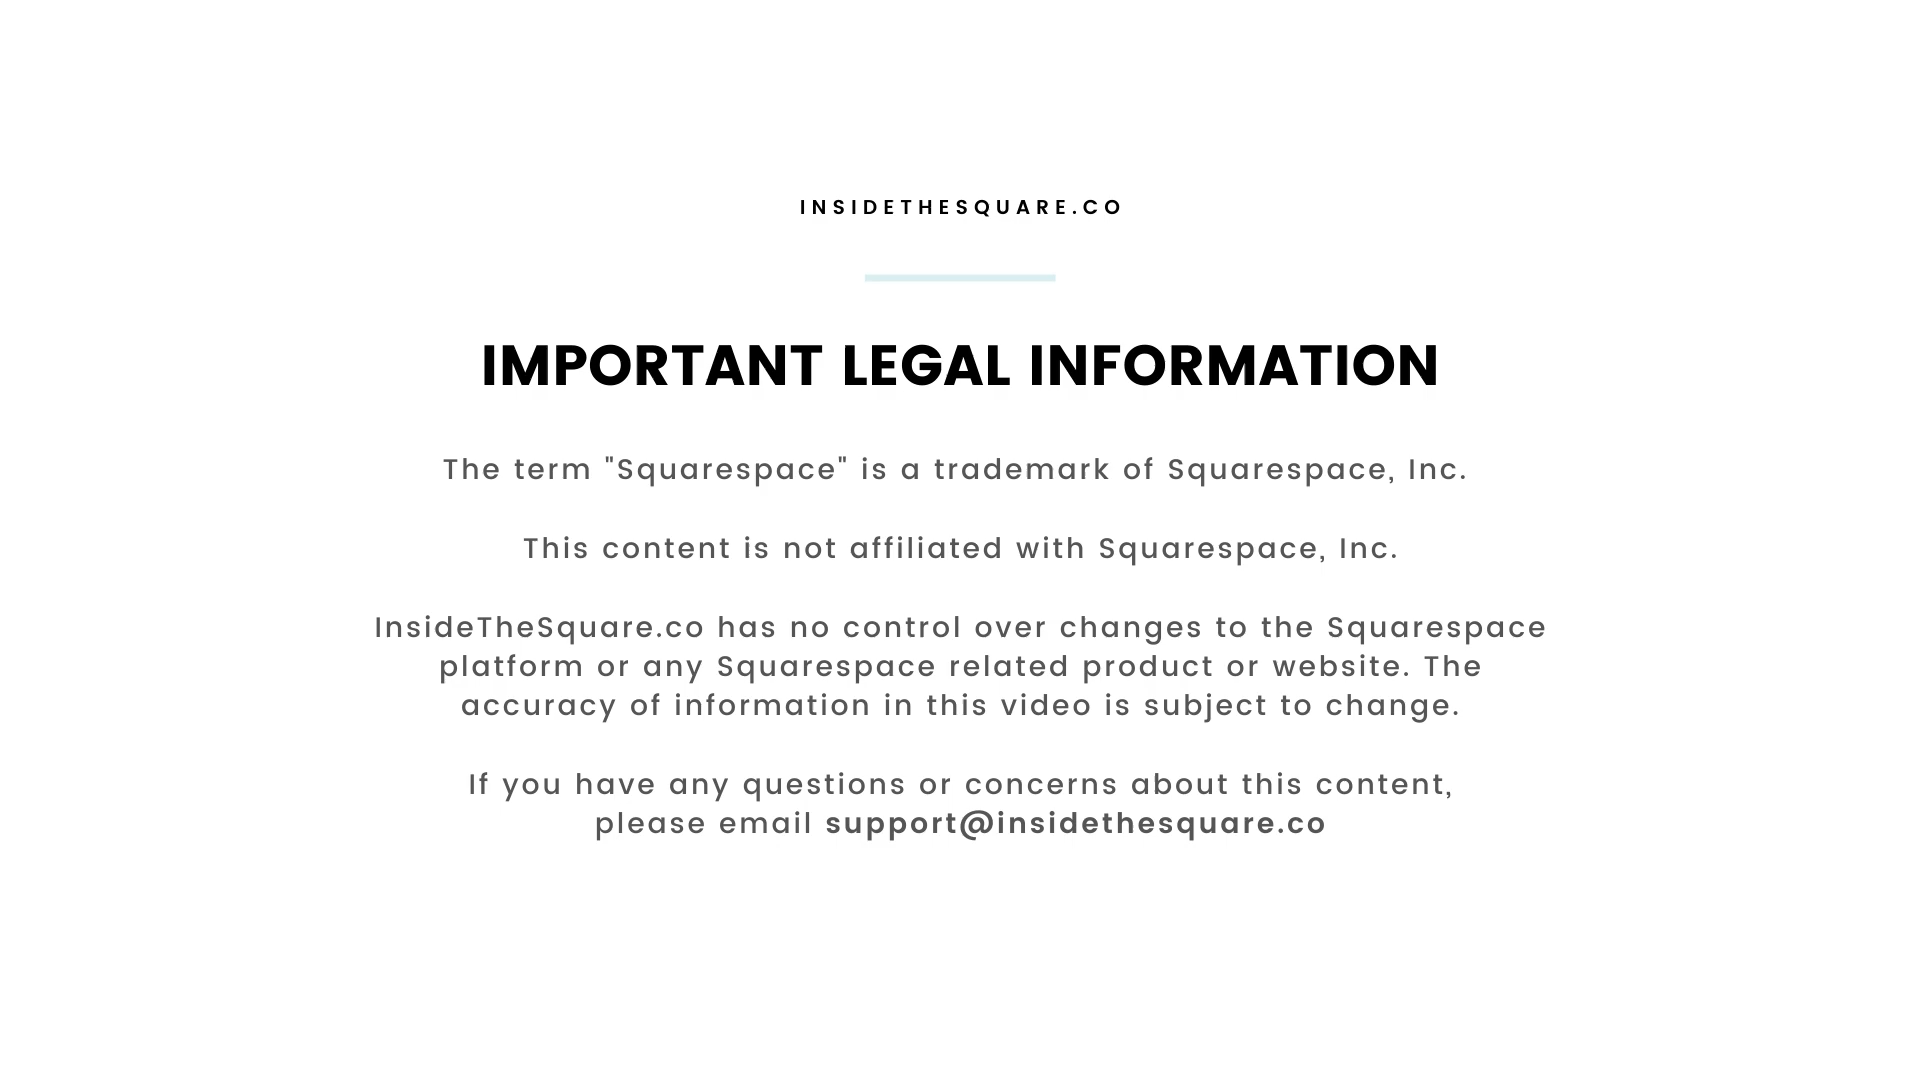 INSIDETHESQUARE.CO
IMPORTANT LEGAL INFORMATION
The term "Squarespace" is a trademark of Squarespace, Inc.
This content is not affiliated with Squarespace, Inc.
InsideTheSquare.co has no control over changes to the Squarespace
platform or any Squarespace related product or website. The
accuracy of information in this video is subject to change.
If you have any questions or concerns about this content,
please email support@insidethesquare.co